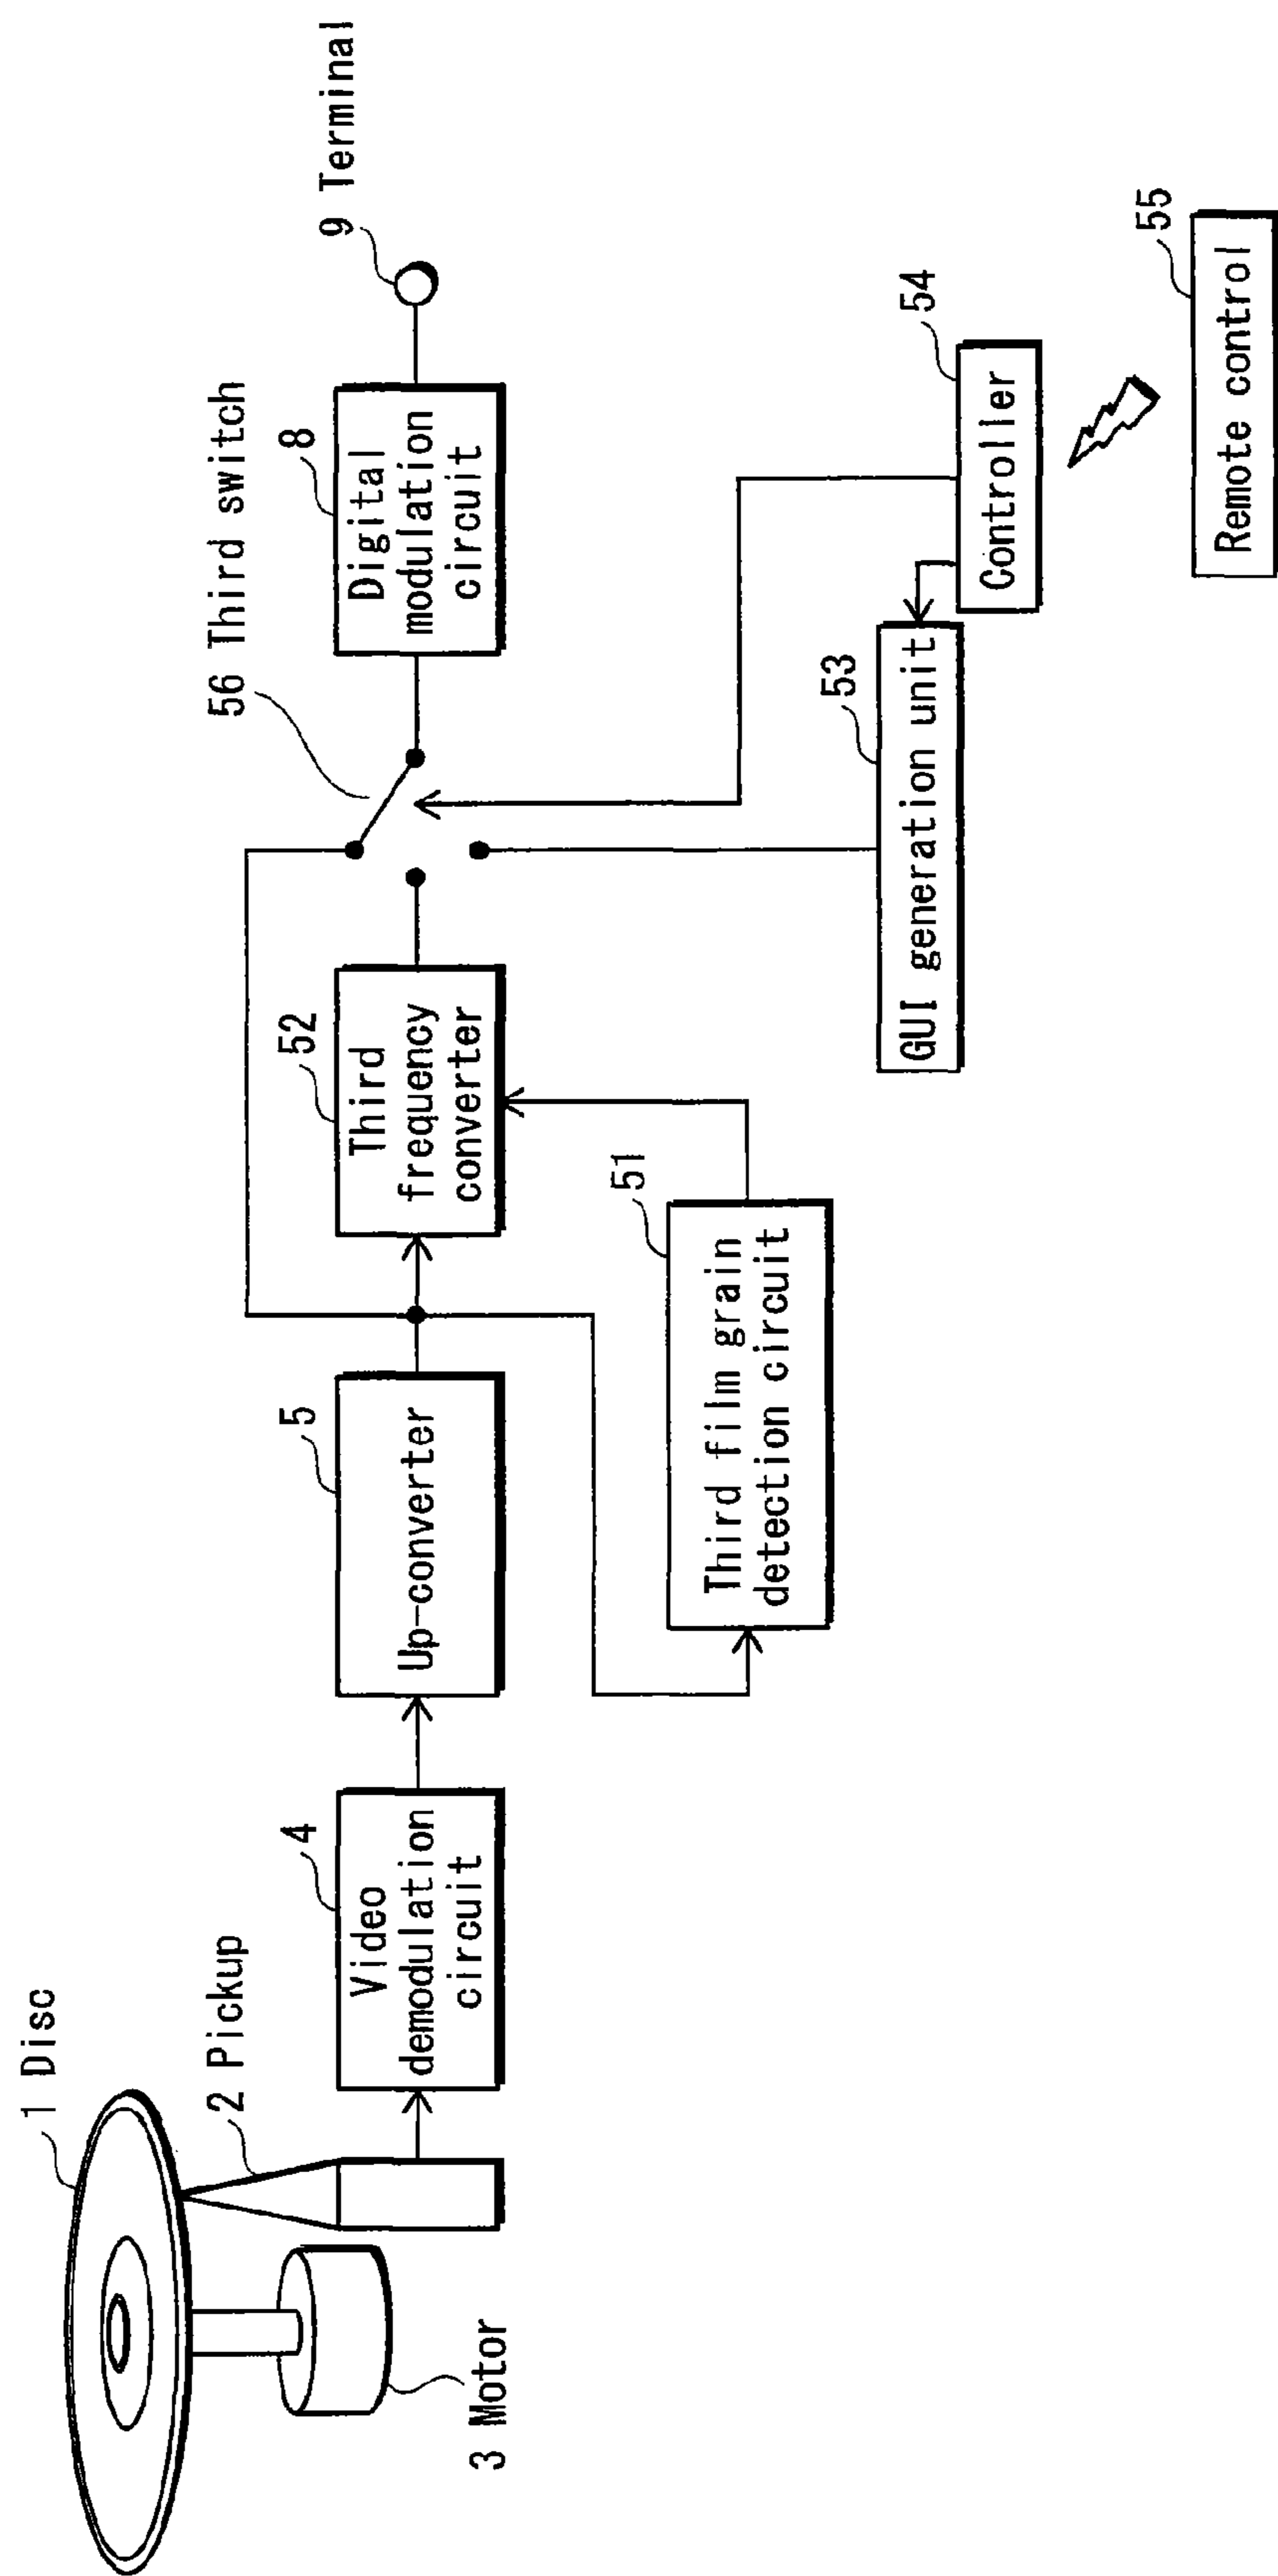 1 Disc
2 Pickup
3 Motor
4
Video
demodulation
circuit
5
Up-converter
52
Third
frequency
converter
56 Third switch
8
Digital
modulation
circuit
9 Terminal
51
Third film grain
detection circuit
53
GUI generation unit
54
Controller
55
Remote control